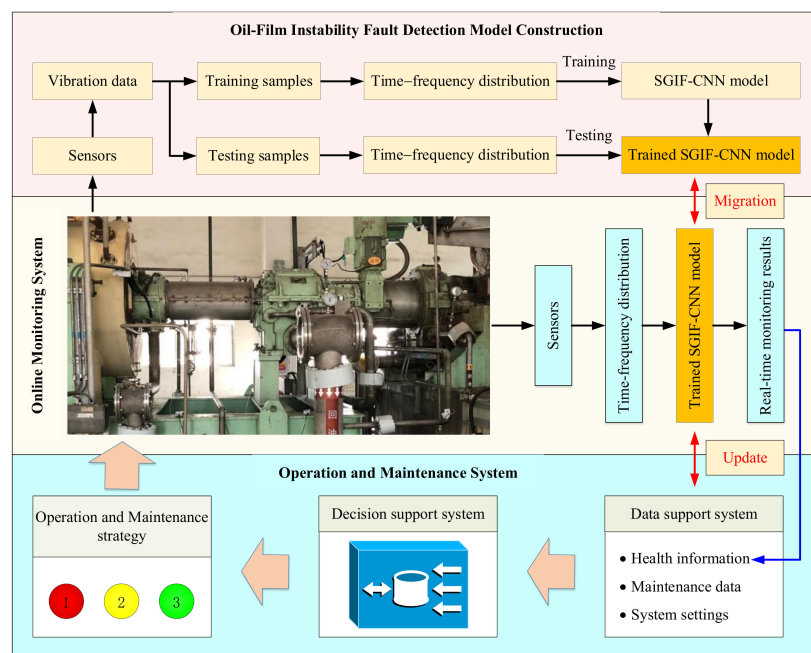 Oil-Film Instability Fault Detection Model Construction
Vibration data
Training samples
Time–frequency distribution
Training
SGIF-CNN model
Sensors
Testing samples
Time–frequency distribution
Testing
Trained SGIF-CNN model
Migration
Online Monitoring System
回油
Sensors
Time-frequency distribution
Trained SGIF-CNN model
Real-time monitoring results
Update
Operation and Maintenance System
Operation and Maintenance
strategy
1
2
3
Decision support system
Data support system
• Health information
• Maintenance data
• System settings